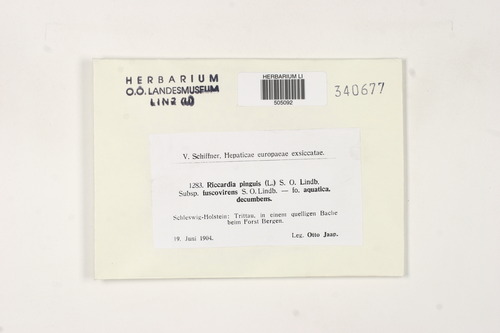 HERBARIUM
O.Ö. LANDESMUSEUM
LINZ
HERBARIUM LI
505092
340677
V. Schiffner, Hepaticae europaeae exsiccatae.
1283. Riccardia pinguis (L.) S. O. Lindb.
Subsp. fuscovirens S. O. Lindb. — fo. aquatica,
decumbens.
Schleswig-Holstein: Trittau, in einem quelligen Bache
beim Forst Bergen.
19. Juni 1904.
Leg. Otto Jaap.